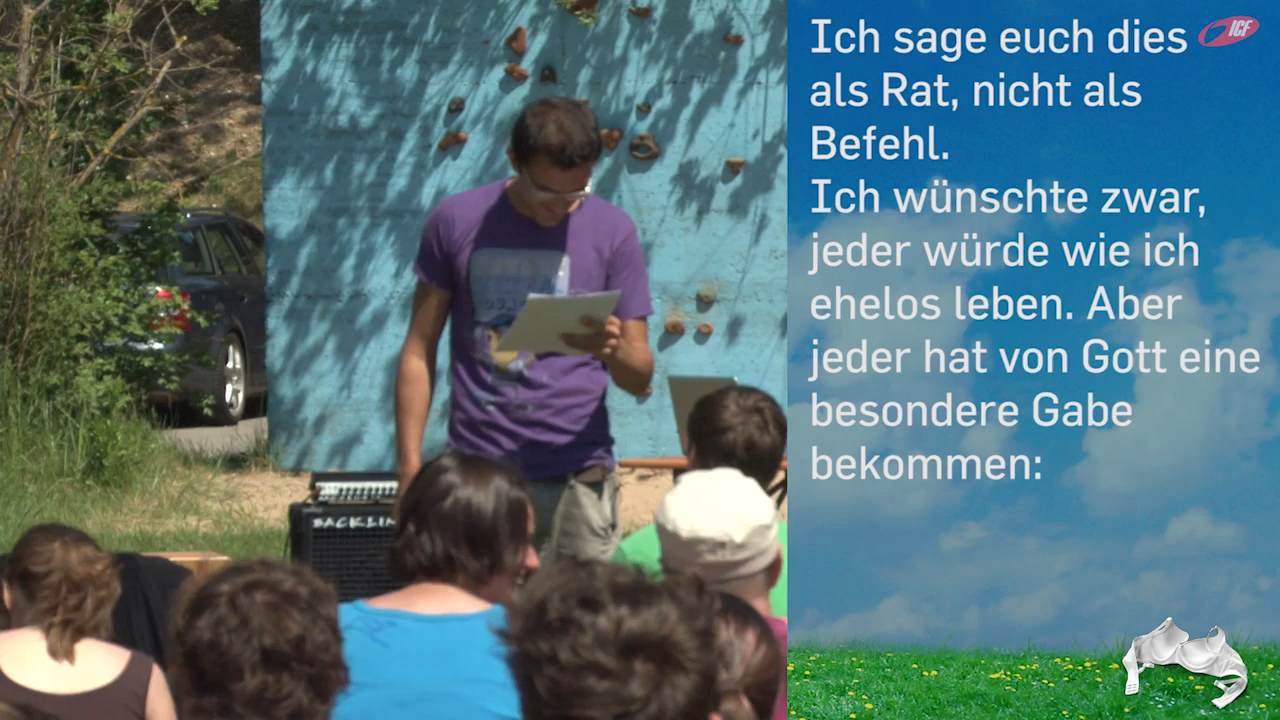 Ich sage euch dies
ICF
als Rat, nicht als
Befehl.
Ich wünschte zwar,
jeder würde wie ich
ehelos leben. Aber
jeder hat von Gott eine
besondere Gabe
bekommen:
BACKLIN